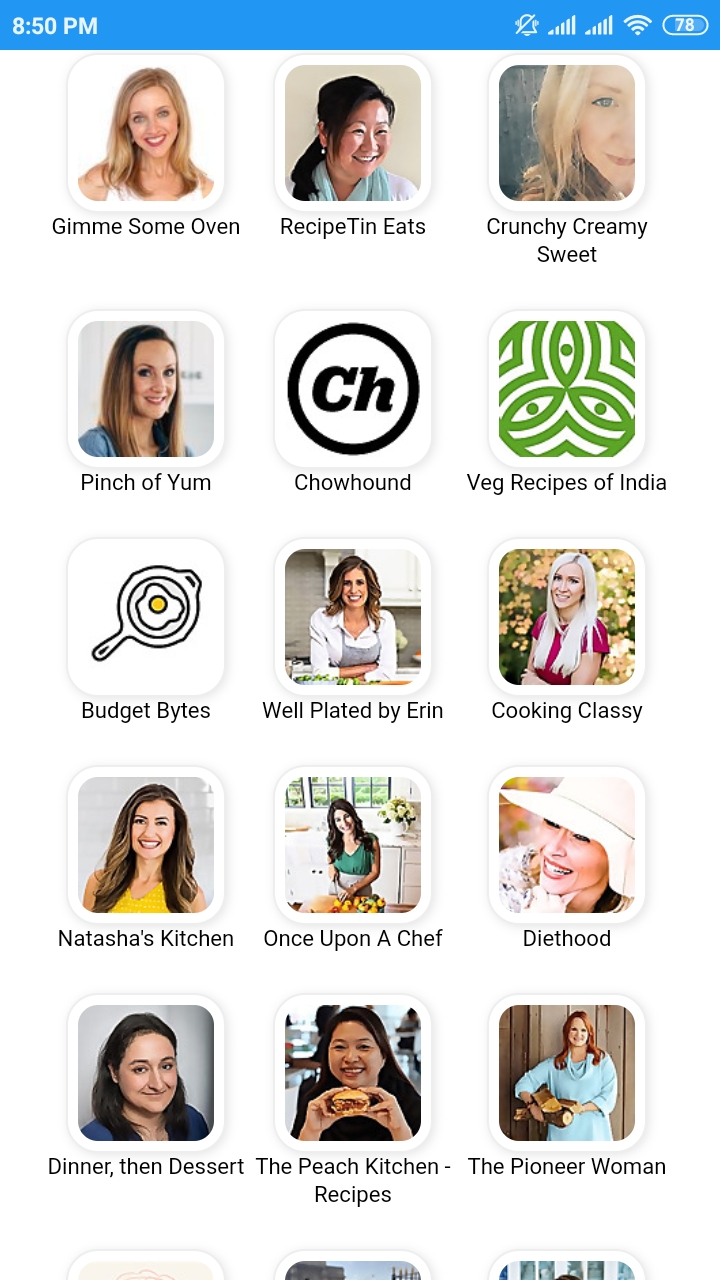 8:50 PM
78
Gimme Some Oven
RecipeTin Eats
Crunchy Creamy
Sweet
Ch
Pinch of Yum
Chowhound
Veg Recipes of India
Budget Bytes
Well Plated by Erin
Cooking Classy
Natasha's Kitchen
Once Upon A Chef
Diethood
Dinner, then Dessert
The Peach Kitchen -
Recipes
The Pioneer Woman